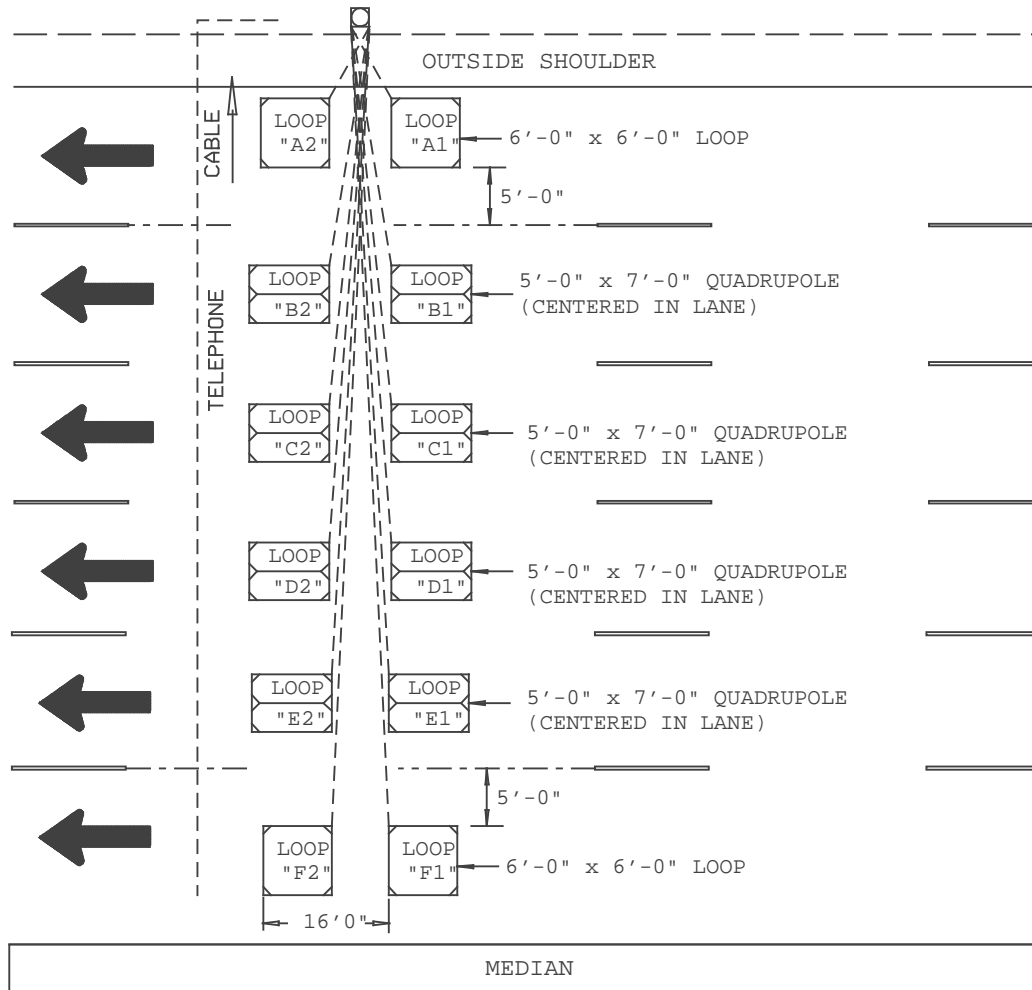 OUTSIDE SHOULDER
CABLE
TELEPHONE
LOOP
"A2"
LOOP
"A1"
6'-0" x 6'-0" LOOP
5'-0"
LOOP
"B2"
LOOP
"B1"
5'-0" x 7'-0" QUADRUPOLE
(CENTERED IN LANE)
LOOP
"C2"
LOOP
"C1"
5'-0" x 7'-0" QUADRUPOLE
(CENTERED IN LANE)
LOOP
"D2"
LOOP
"D1"
5'-0" x 7'-0" QUADRUPOLE
(CENTERED IN LANE)
LOOP
"E2"
LOOP
"E1"
5'-0" x 7'-0" QUADRUPOLE
(CENTERED IN LANE)
5'-0"
LOOP
"F2"
LOOP
"F1"
6'-0" x 6'-0" LOOP
16'0"
MEDIAN